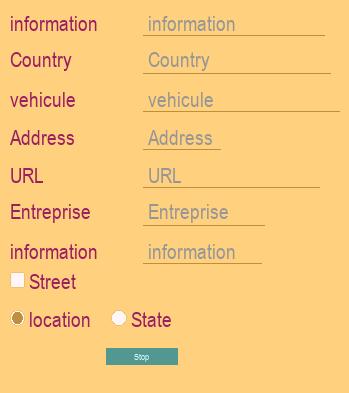 information information
Country Country
vehicule vehicule
Address Address
URL URL
Entreprise Entreprise
information information
Street
location State
Stop